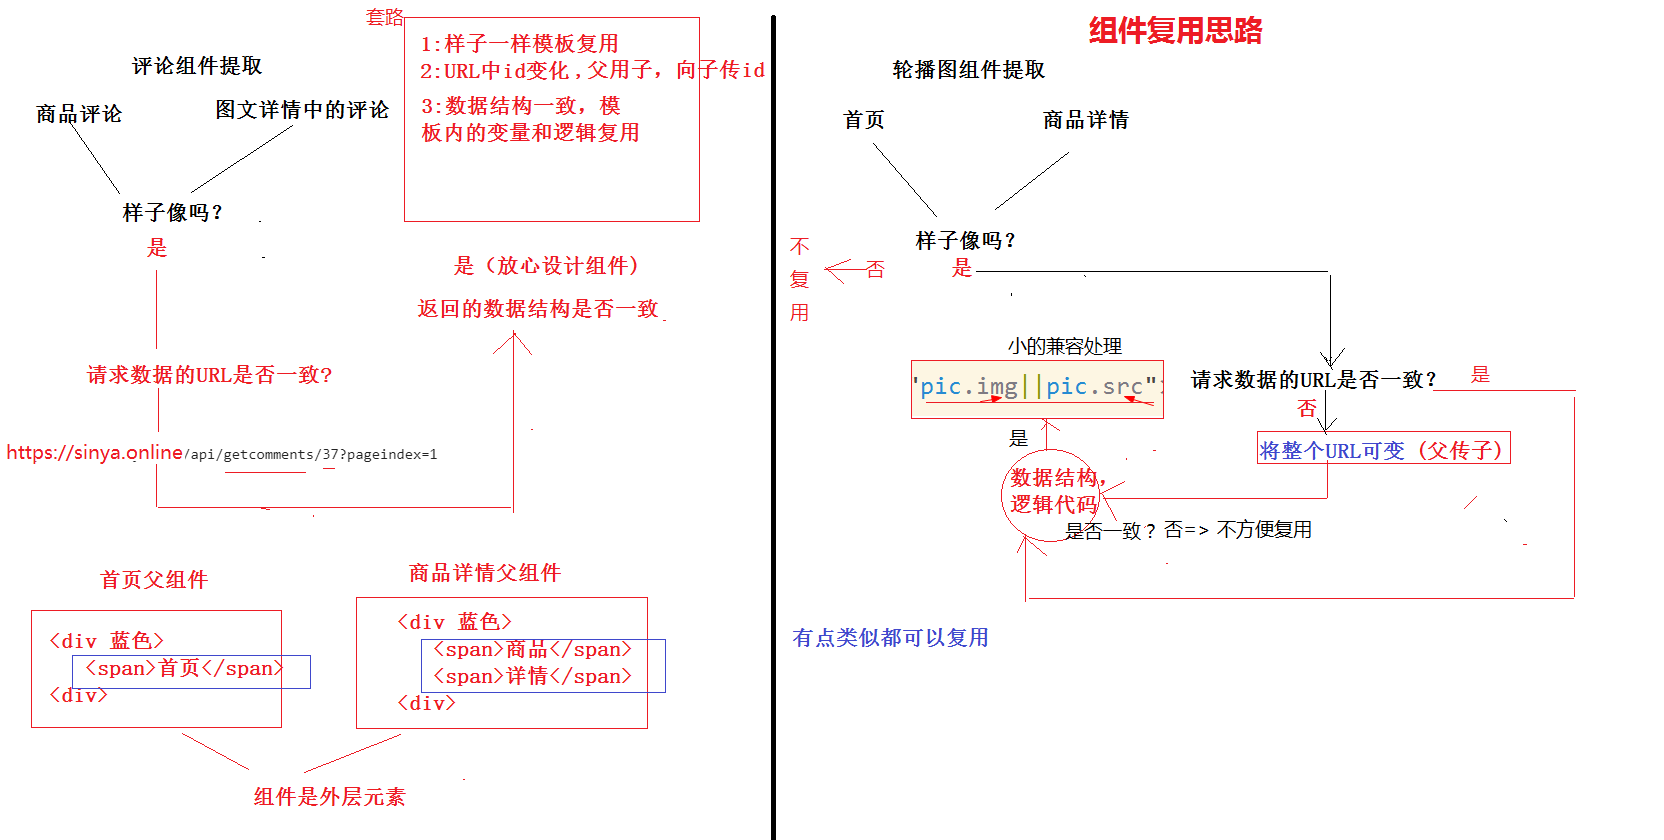 套路
1:样子一样模板复用
2:URL中id变化,父用子，向子传id
3:数据结构一致，模
板内的变量和逻辑复用
评论组件提取
商品评论
图文详情中的评论
样子像吗？
是
是（放心设计组件）
返回的数据结构是否一致
请求数据的URL是否一致?
https://sinya.online/api/getcomments/37?pageindex=1
首页父组件
<div 蓝色>
<span>首页</span>
<div>
商品详情父组件
<div 蓝色>
<span>商品</span>
<span>详情</span>
<div>
组件是外层元素
组件复用思路
轮播图组件提取
首页
商品详情
样子像吗？
是
否
不
复
用
小的兼容处理
'pic.img||pic.src"
请求数据的URL是否一致?
是
否
将整个URL可变（父传子）
是
数据结构，
逻辑代码
是否一致？否=> 不方便复用
有点类似都可以复用